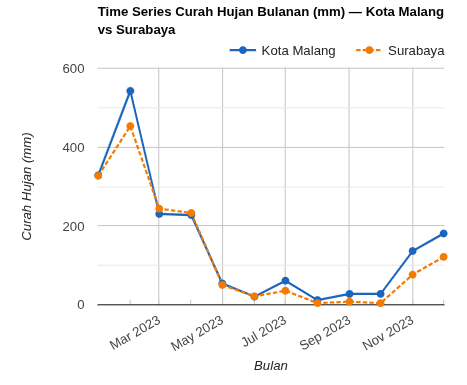 Time Series Curah Hujan Bulanan (mm) — Kota Malang
vs Surabaya
Kota Malang
Surabaya
600
400
200
0
Curah Hujan (mm)
Mar 2023
May 2023
Jul 2023
Sep 2023
Nov 2023
Bulan